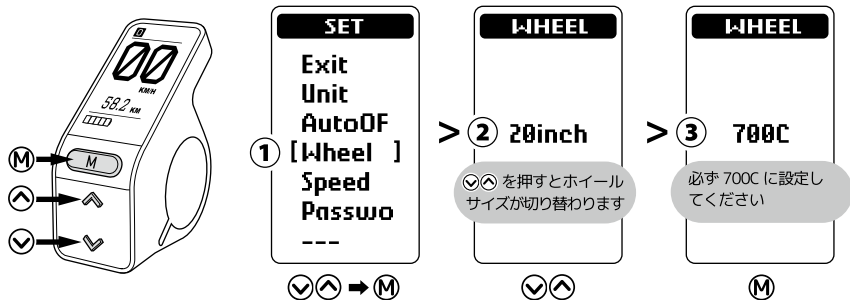 0
00
KM/H
58.2 KM
M
M
SET
Exit
Unit
AutoOF
① [Wheel ]
Speed
Passwo
---
➡ M
>
WHEEL
② 20inch
を押すとホイール
サイズが切り替わります
>
WHEEL
③ 700C
必ず 700C に設定し
てください
M